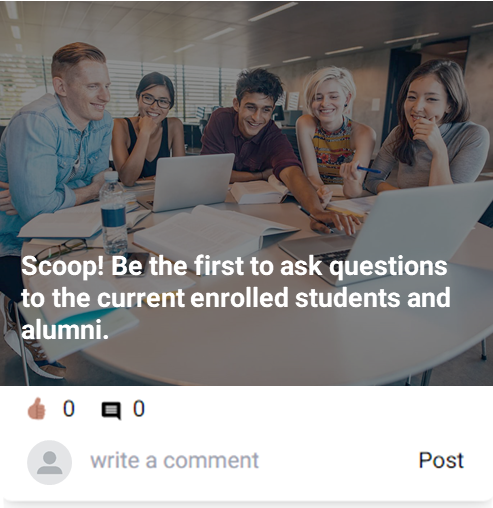 Scoop! Be the first to ask questions
to the current enrolled students and
alumni.
0 0
write a comment Post